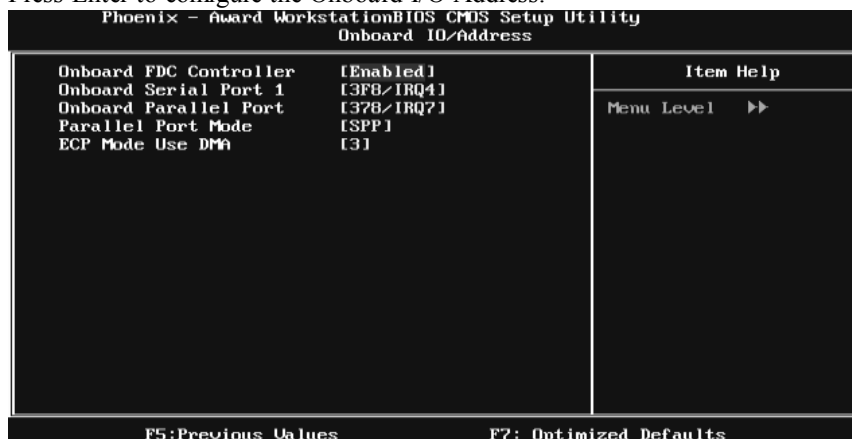 Press Enter to configure the Onboard I/O Address.
Phoenix - Award WorkstationBIOS CMOS Setup Utility
Onboard IO/Address
Onboard FDC Controller [Enabled]
Onboard Serial Port 1 [3F8/IRQ4]
Onboard Parallel Port [378/IRQ7]
Parallel Port Mode [SPP]
ECP Mode Use DMA [3]
Item Help
Menu Level ▶▶
F5:Previous Values F7: Optimized Defaults